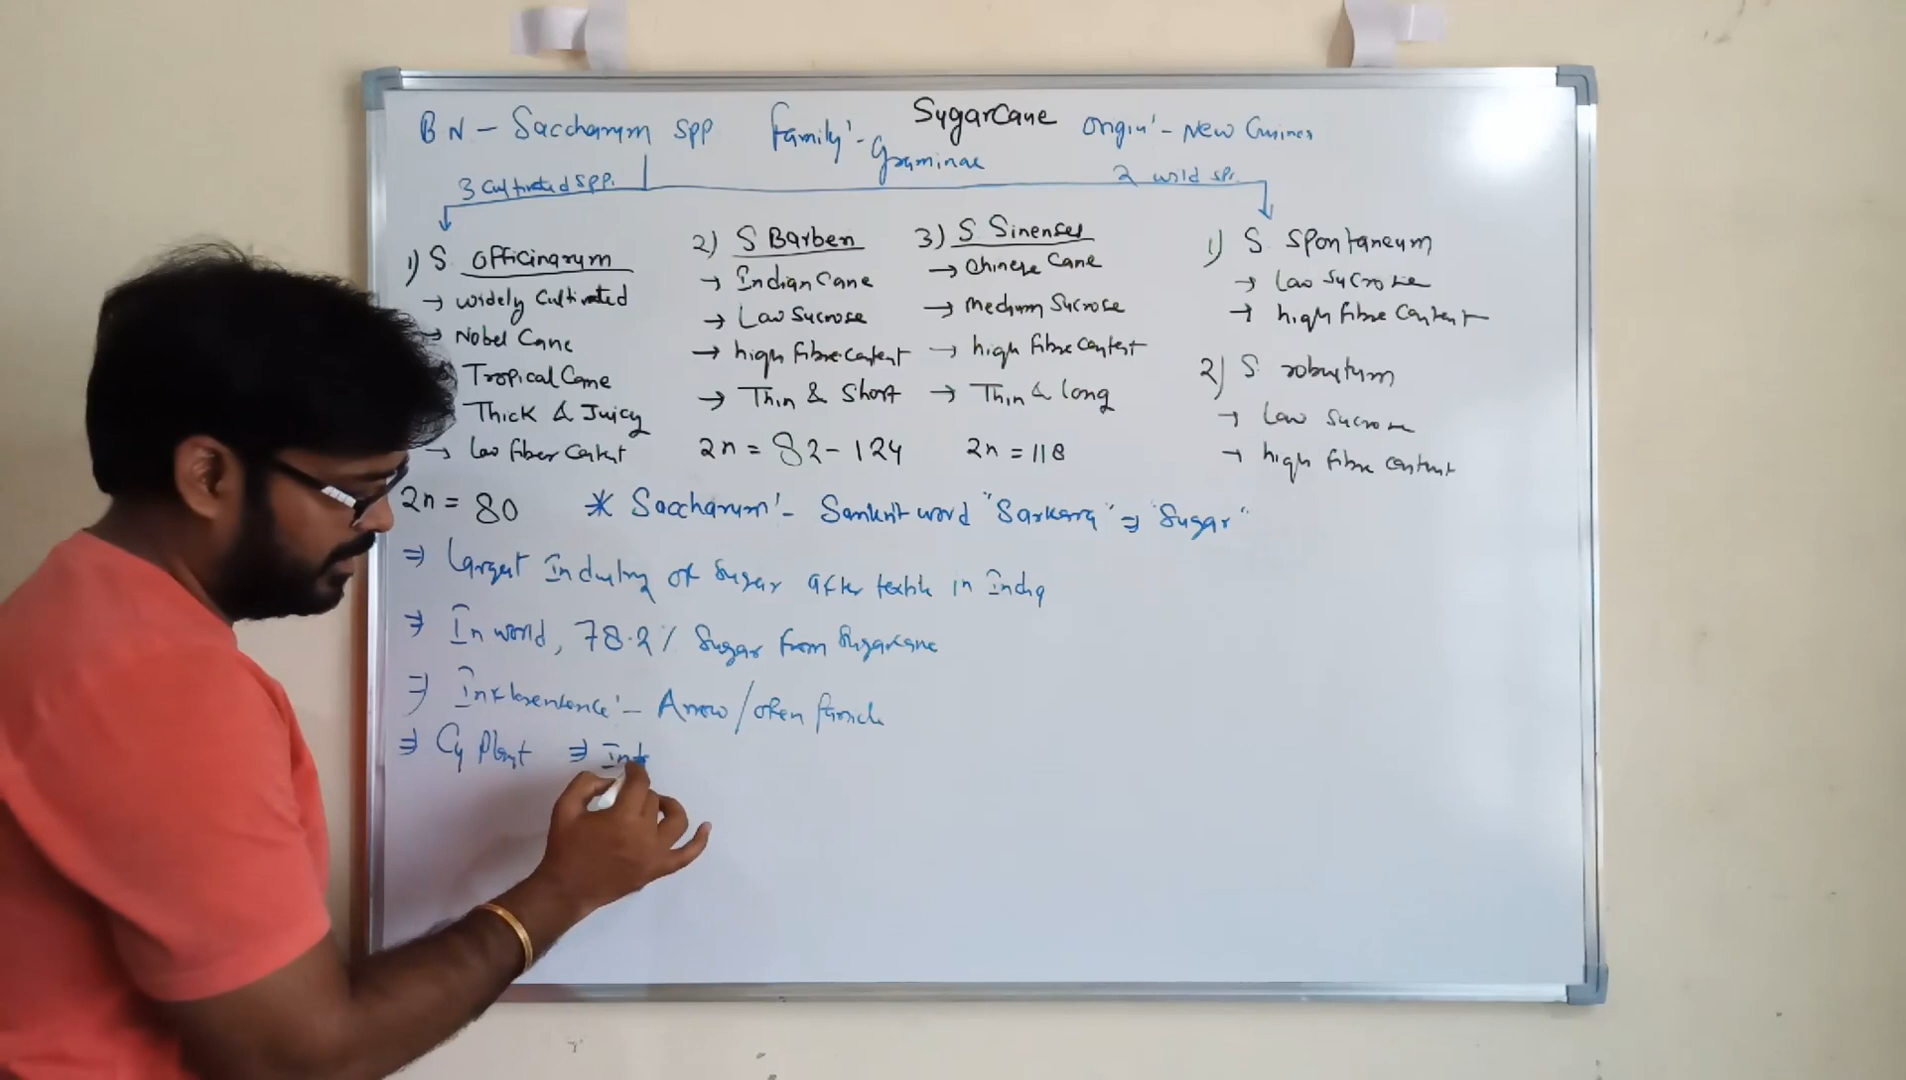 SugarCane
BN - Saccharum spp Family:- Graminae Origin:- New Guinea
3 Cultivated spp. 2 wild sp.
1) S officinarum
→ widely Cultivated
→ Nobel Cane
Tropical Cane
Thick & Juicy
→ Low fiber Content
2n = 80
2) S Barberi
→ Indian Cane
→ Low Sucrose
→ high fibre content
→ Thin & Short
2n = 82-124
3) S Sinenses
→ Chinese Cane
→ Medium Sucrose
→ high fibre content
→ Thin & long
2n = 118
1) S spontaneum
→ low sucrose
→ high fibre content
2) S robustum
→ low sucrose
→ high fibre content
* Saccharum:- Sanskrit word "Sarkara" ⇒ "Sugar"
⇒ Largest Industry of Sugar after textile in India
⇒ In world, 78.2% Sugar from Sugarcane
⇒ Inflorescence:- Arrow/open panicle
⇒ C4 Plant ⇒ Int